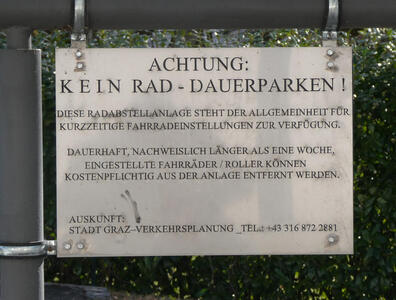 ACHTUNG:
KEIN RAD - DAUERPARKEN!
DIESE RADABSTELLANLAGE STEHT DER ALLGEMEINHEIT FÜR
KURZZEITIGE FAHRRADEINSTELLUNGEN ZUR VERFÜGUNG.
DAUERHAFT, NACHWEISLICH LÄNGER ALS EINE WOCHE,
EINGESTELLTE FAHRRÄDER / ROLLER KÖNNEN
KOSTENPFLICHTIG AUS DER ANLAGE ENTFERNT WERDEN.
AUSKUNFT:
STADT GRAZ–VERKEHRSPLANUNG _TEL.: +43 316 872 2881